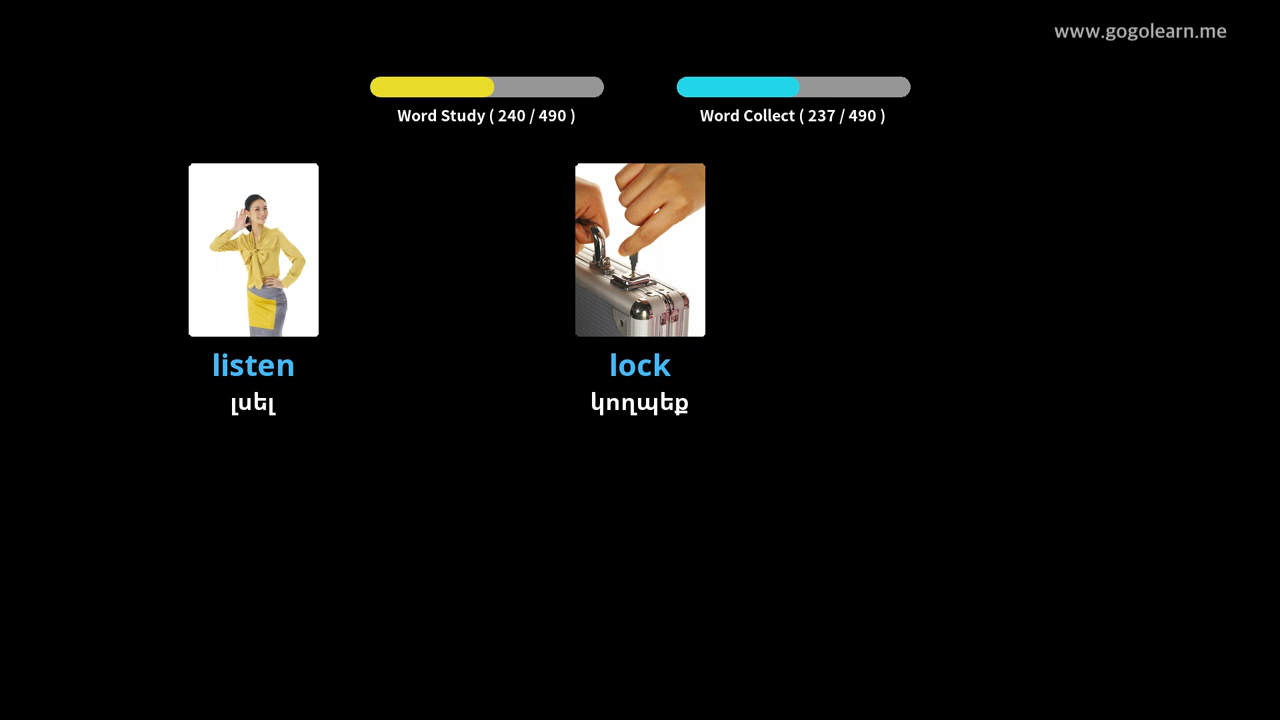 www.gogolearn.me
Word Study ( 240 / 490 )
Word Collect ( 237 / 490 )
listen
լսել
lock
կողպեք